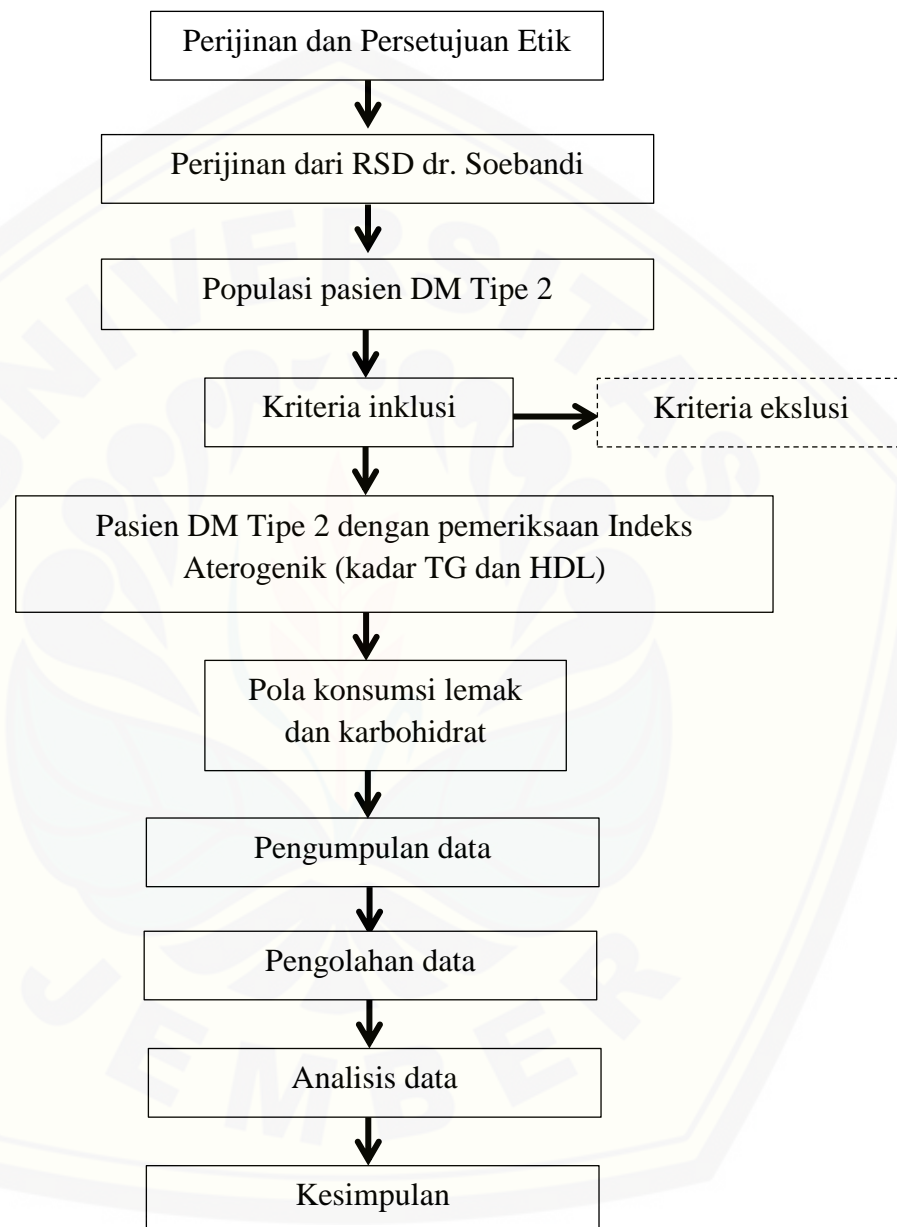 Perijinan dan Persetujuan Etik
Perijinan dari RSD dr. Soebandi
Populasi pasien DM Tipe 2
Kriteria inklusi
Kriteria ekslusi
Pasien DM Tipe 2 dengan pemeriksaan Indeks
Aterogenik (kadar TG dan HDL)
Pola konsumsi lemak
dan karbohidrat
Pengumpulan data
Pengolahan data
Analisis data
Kesimpulan
UNIVERSITAS
JEMBER